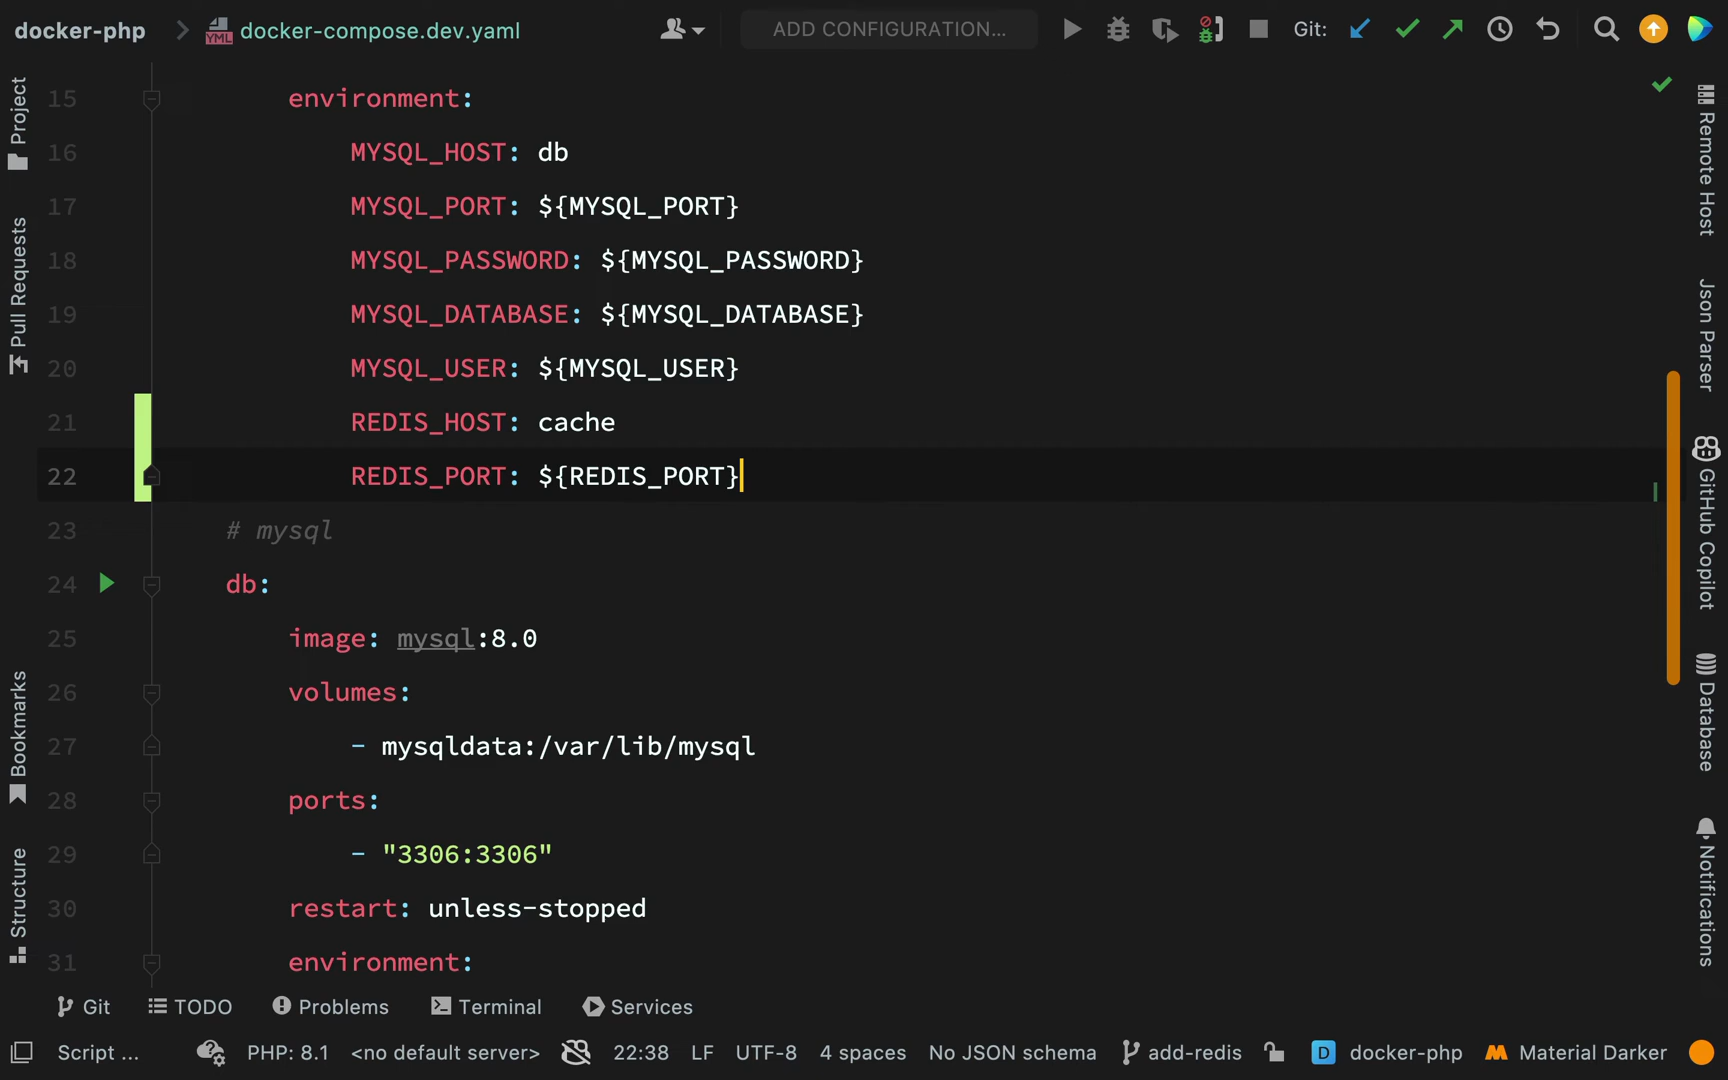 docker-php
YML
docker-compose.dev.yaml
ADD CONFIGURATION...
Git:
15 environment:
16 MYSQL_HOST: db
17 MYSQL_PORT: ${MYSQL_PORT}
18 MYSQL_PASSWORD: ${MYSQL_PASSWORD}
19 MYSQL_DATABASE: ${MYSQL_DATABASE}
20 MYSQL_USER: ${MYSQL_USER}
21 REDIS_HOST: cache
22 REDIS_PORT: ${REDIS_PORT}
23 # mysql
24 db:
25 image: mysql:8.0
26 volumes:
27 - mysqldata:/var/lib/mysql
28 ports:
29 - "3306:3306"
30 restart: unless-stopped
31 environment:
Project
Pull Requests
Bookmarks
Structure
Remote Host
Json Parser
GitHub Copilot
Database
Notifications
Git
TODO
Problems
Terminal
Services
Script ...
PHP: 8.1
<no default server>
22:38
LF
UTF-8
4 spaces
No JSON schema
add-redis
D
docker-php
Material Darker